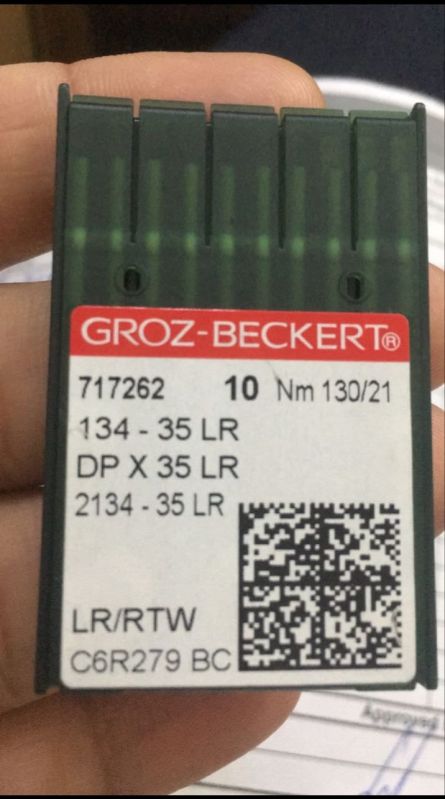 GROZ-BECKERT®
717262 10 Nm 130/21
134 - 35 LR
DP X 35 LR
2134 - 35 LR
LR/RTW
C6R279 BC
Approved